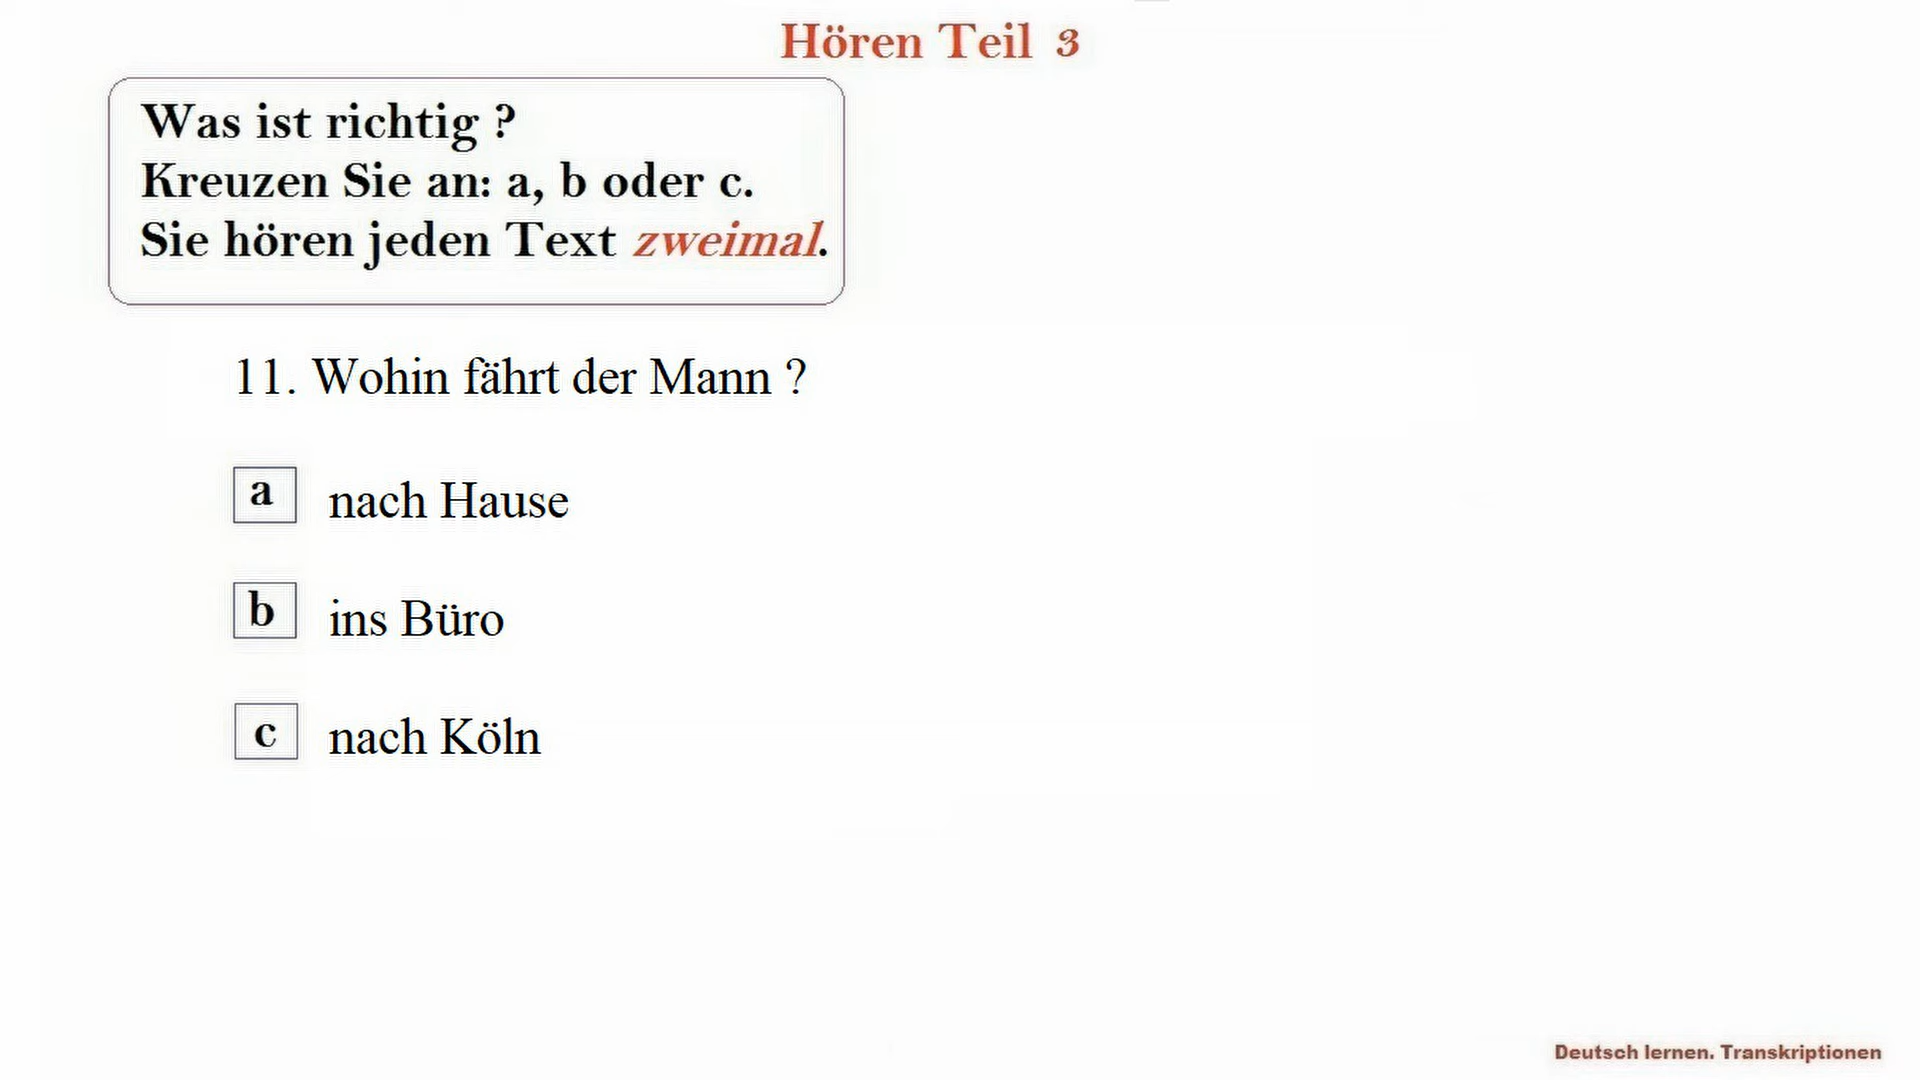 Hören Teil 3
Was ist richtig ?
Kreuzen Sie an: a, b oder c.
Sie hören jeden Text zweimal.
11. Wohin fährt der Mann ?
a nach Hause
b ins Büro
c nach Köln
Deutsch lernen. Transkriptionen